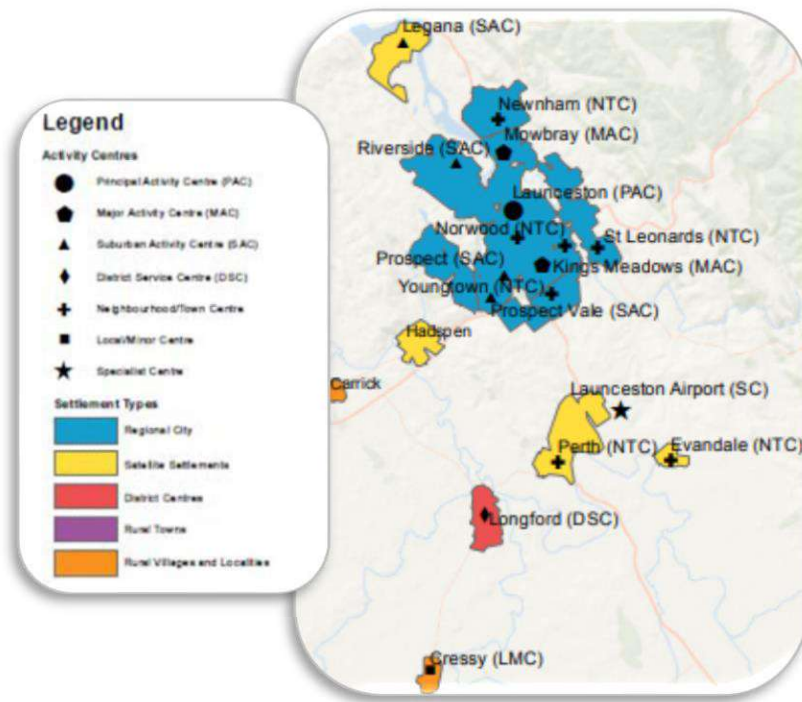 Legend
Activity Centres
Principal Activity Centre (PAC)
Major Activity Centre (MAC)
Suburban Activity Centre (SAC)
District Service Centre (DSC)
Neighbourhood/Town Centre
Local/Minor Centre
Specialist Centre
Settlement Types
Regional City
Satellite Settlements
District Centres
Rural Towns
Rural Villages and Localities
Legana (SAC)
Newnham (NTC)
Mowbray (MAC)
Riverside (SAC)
Launceston (PAC)
Norwood (NTC)
St Leonards (NTC)
Prospect (SAC)
Kings Meadows (MAC)
Youngtown (NTC)
Prospect Vale (SAC)
Hadspen
Carrick
Launceston Airport (SC)
Perth (NTC)
Evandale (NTC)
Longford (DSC)
Cressy (LMC)